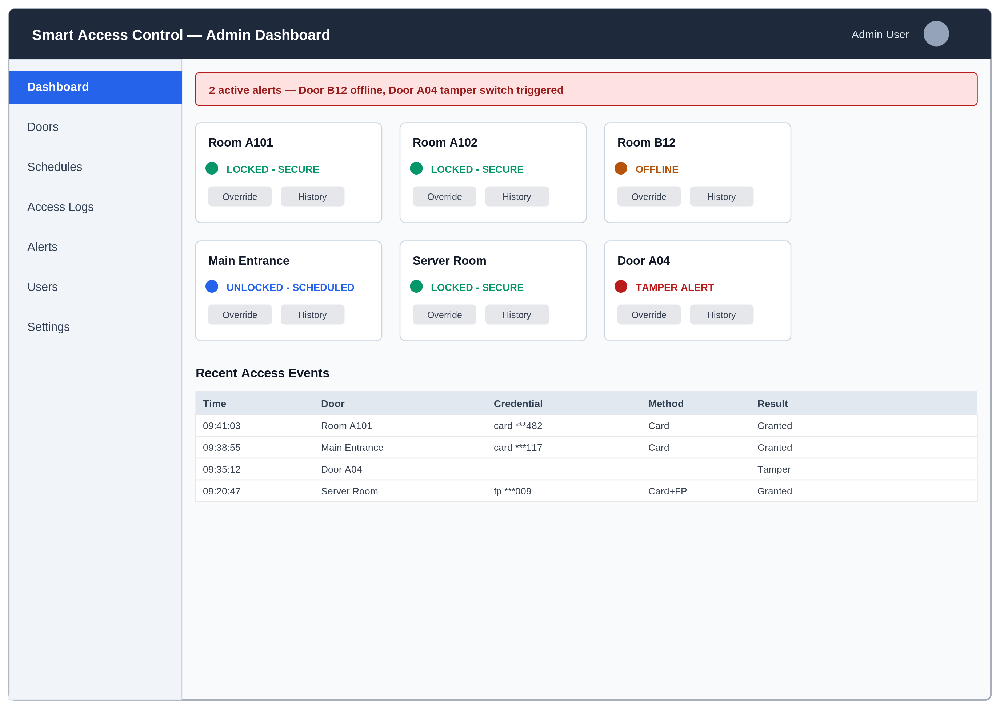 Smart Access Control — Admin Dashboard
Admin User
Dashboard
Doors
Schedules
Access Logs
Alerts
Users
Settings
2 active alerts — Door B12 offline, Door A04 tamper switch triggered
Room A101
LOCKED - SECURE
Override History
Room A102
LOCKED - SECURE
Override History
Room B12
OFFLINE
Override History
Main Entrance
UNLOCKED - SCHEDULED
Override History
Server Room
LOCKED - SECURE
Override History
Door A04
TAMPER ALERT
Override History
Recent Access Events
Time Door Credential Method Result
09:41:03 Room A101 card ***482 Card Granted
09:38:55 Main Entrance card ***117 Card Granted
09:35:12 Door A04 - - Tamper
09:20:47 Server Room fp ***009 Card+FP Granted